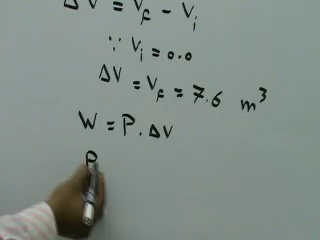 ΔV = V_f - V_i
∵ V_i = 0.0
ΔV = V_f = 7.6 m³
W = P . ΔV
P